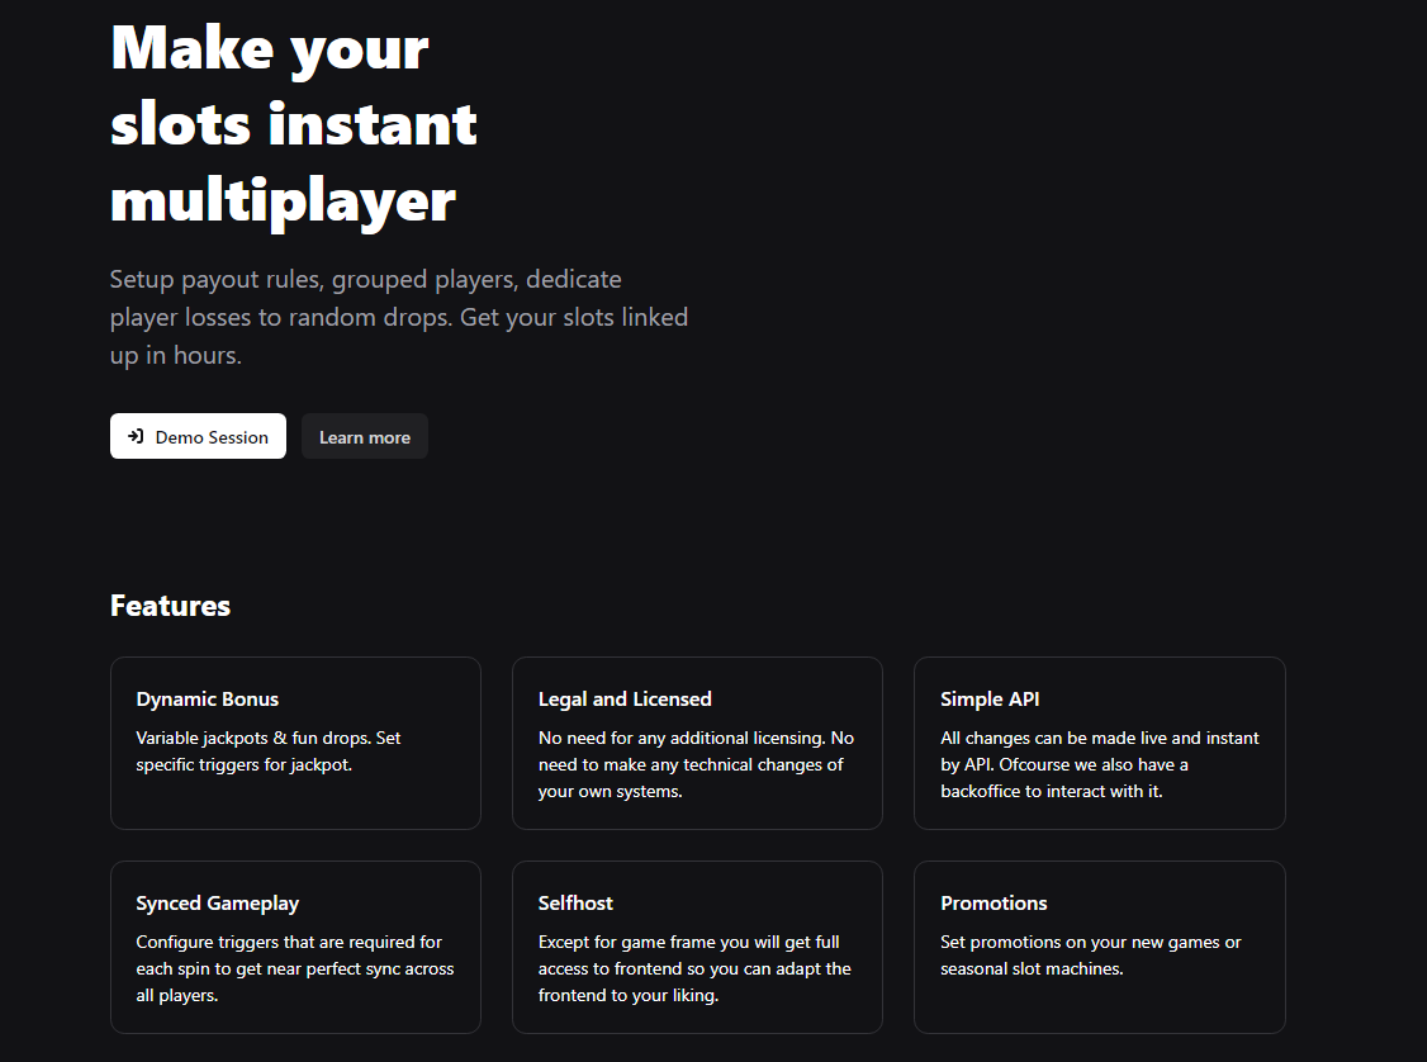 Make your
slots instant
multiplayer
Setup payout rules, grouped players, dedicate
player losses to random drops. Get your slots linked
up in hours.
Demo Session
Learn more
Features
Dynamic Bonus
Variable jackpots & fun drops. Set
specific triggers for jackpot.
Legal and Licensed
No need for any additional licensing. No
need to make any technical changes of
your own systems.
Simple API
All changes can be made live and instant
by API. Ofcourse we also have a
backoffice to interact with it.
Synced Gameplay
Configure triggers that are required for
each spin to get near perfect sync across
all players.
Selfhost
Except for game frame you will get full
access to frontend so you can adapt the
frontend to your liking.
Promotions
Set promotions on your new games or
seasonal slot machines.